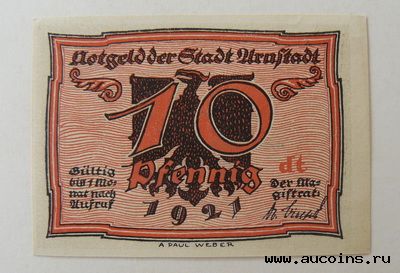 Notgeld der Stadt Arnstadt
10
Pfennig
Gültig
bis 1 Mo-
nat nach
Aufruf
1921
dt
Der Ma-
gistrat:
A PAUL WEBER
www.aucoins.ru